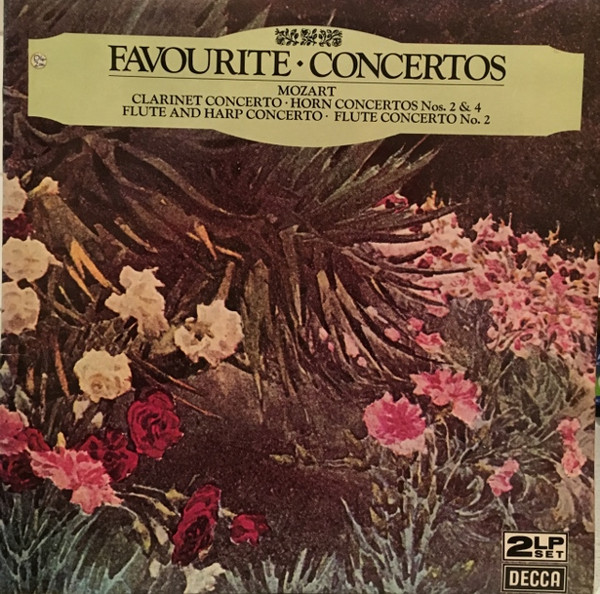 FAVOURITE · CONCERTOS
MOZART
CLARINET CONCERTO · HORN CONCERTOS Nos. 2 & 4
FLUTE AND HARP CONCERTO · FLUTE CONCERTO No. 2
2LP
SET
DECCA